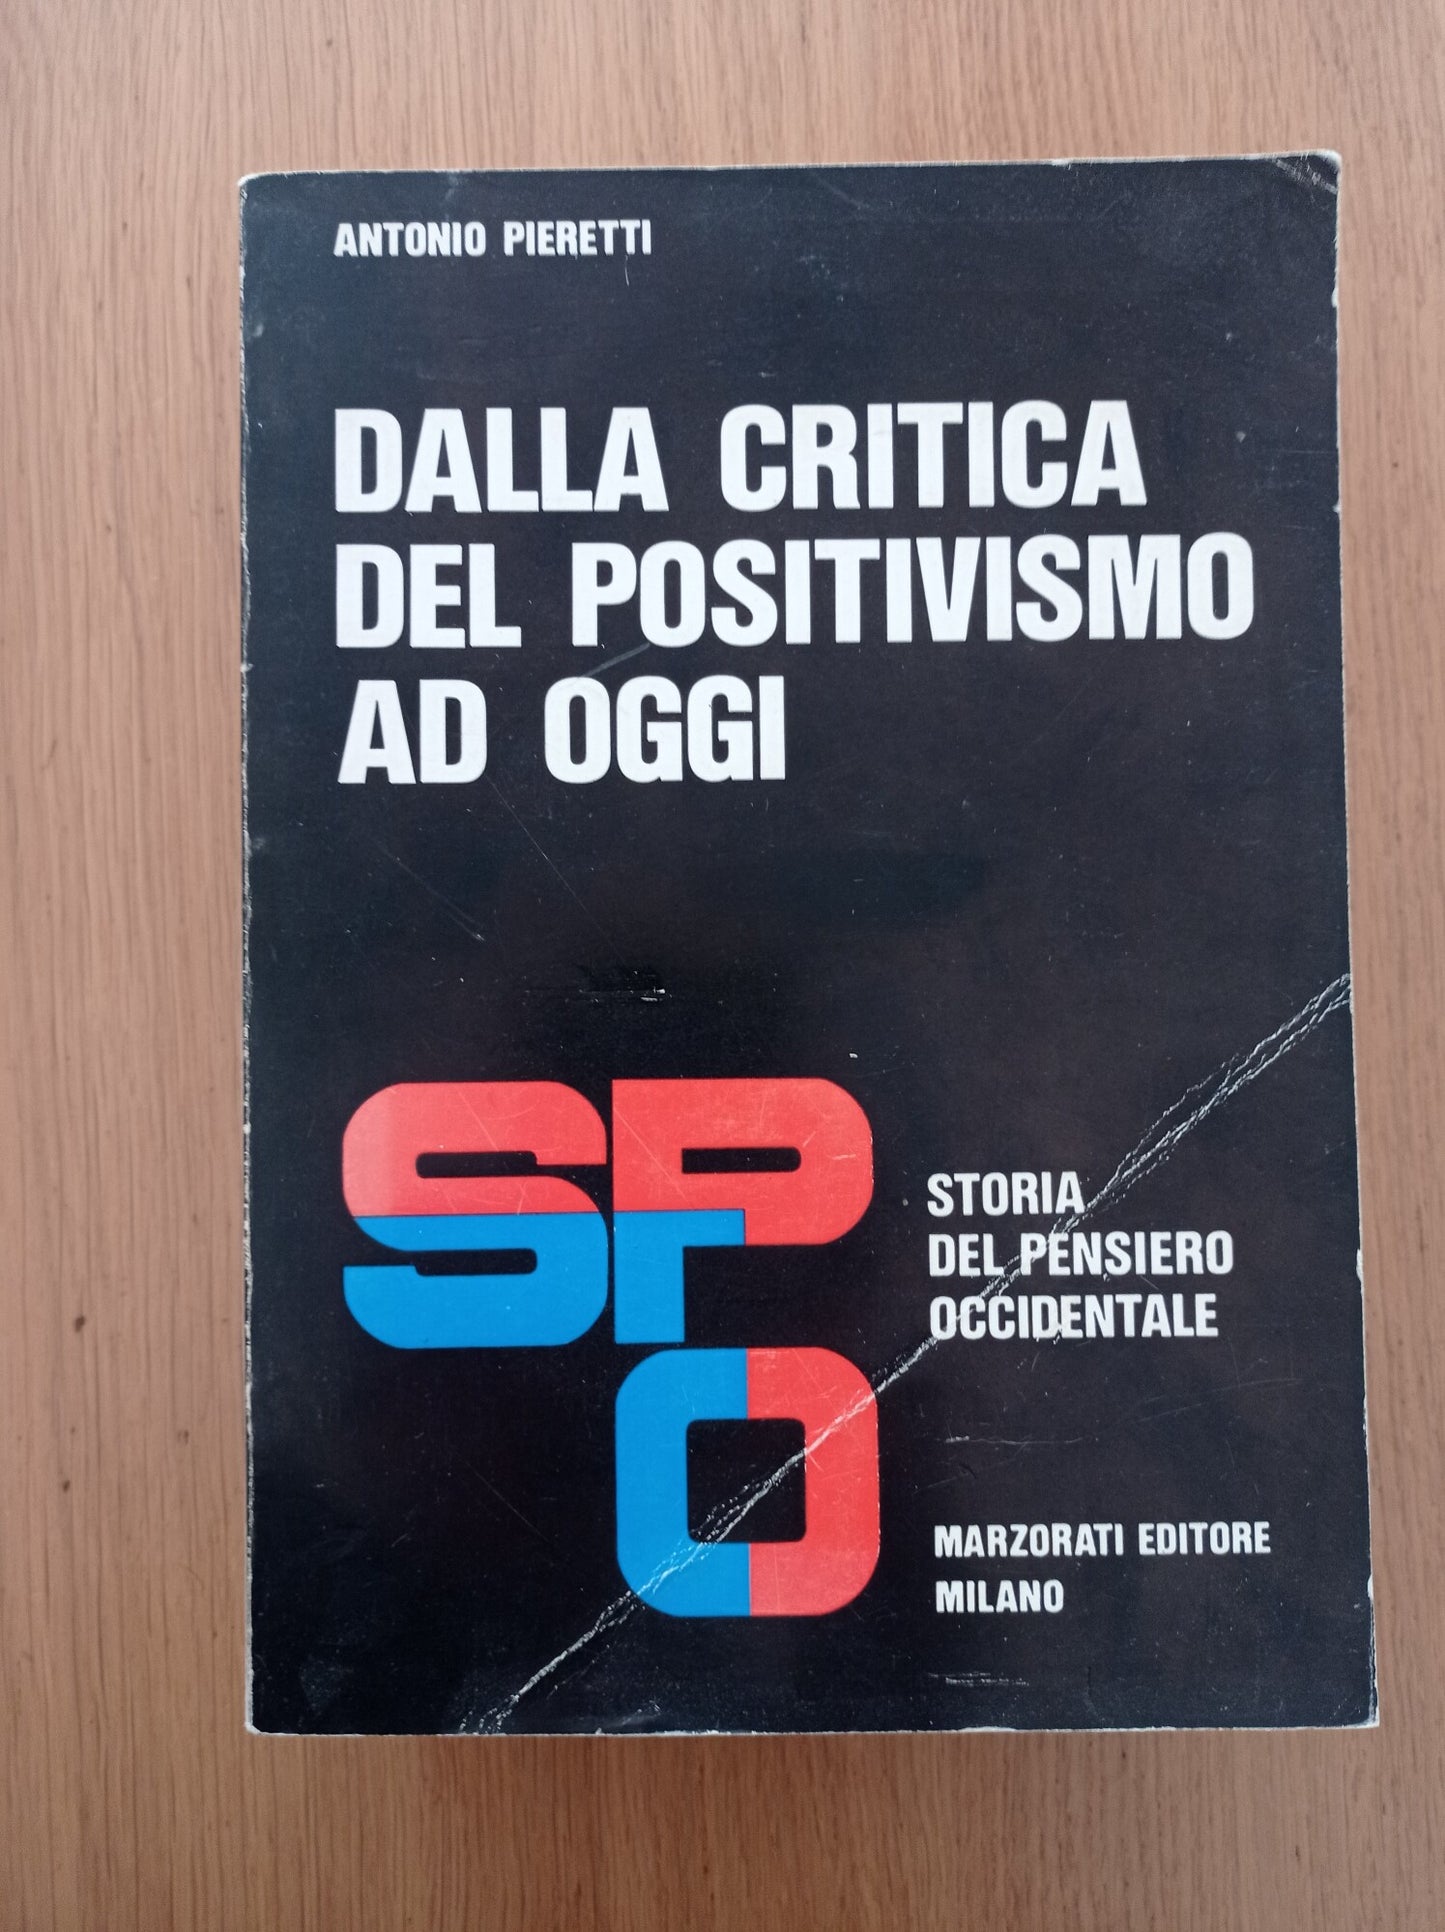 ANTONIO PIERETTI
DALLA CRITICA
DEL POSITIVISMO
AD OGGI
SP
O
STORIA
DEL PENSIERO
OCCIDENTALE
MARZORATI EDITORE
MILANO